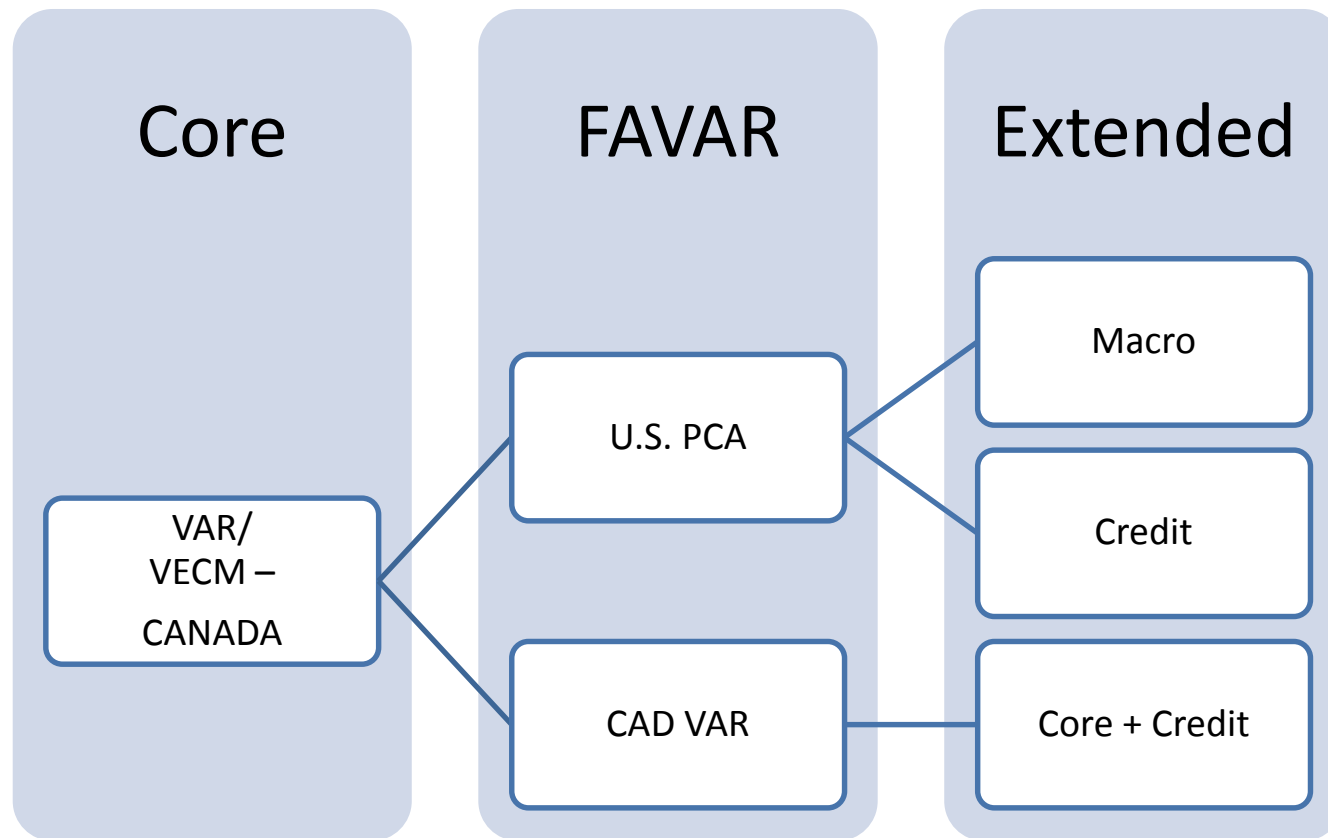 Core
FAVAR
Extended
VAR/
VECM –
CANADA
U.S. PCA
CAD VAR
Macro
Credit
Core + Credit